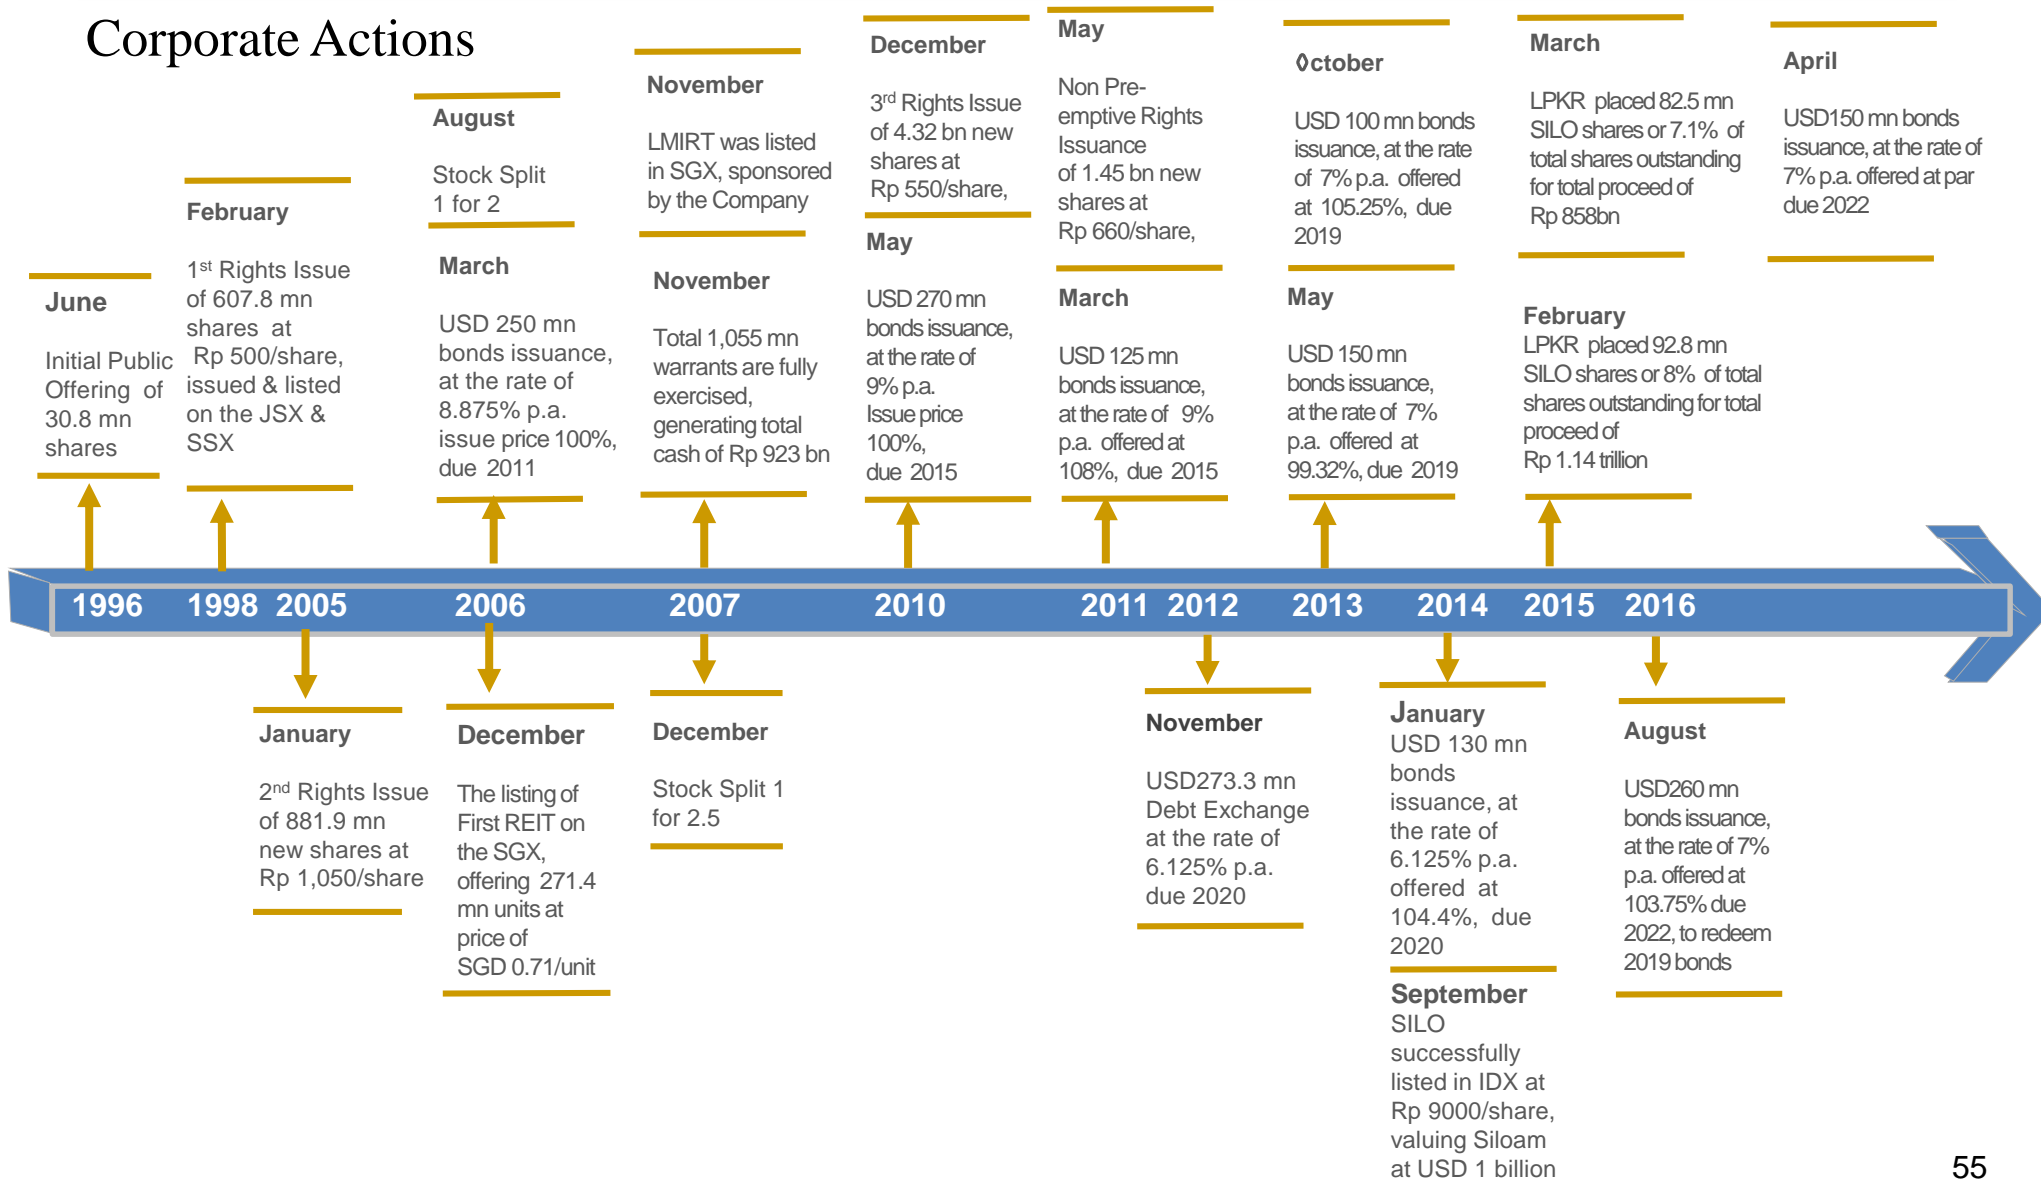 Corporate Actions
June
Initial Public
Offering of
30.8 mn
shares
February
1st Rights Issue
of 607.8 mn
shares at
Rp 500/share,
issued & listed
on the JSX &
SSX
August
Stock Split
1 for 2
March
USD 250 mn
bonds issuance,
at the rate of
8.875% p.a.
issue price 100%,
due 2011
November
LMIRT was listed
in SGX, sponsored
by the Company
November
Total 1,055 mn
warrants are fully
exercised,
generating total
cash of Rp 923 bn
December
3rd Rights Issue
of 4.32 bn new
shares at
Rp 550/share,
May
USD 270 mn
bonds issuance,
at the rate of
9% p.a.
Issue price
100%,
due 2015
May
Non Pre-
emptive Rights
Issuance
of 1.45 bn new
shares at
Rp 660/share,
March
USD 125 mn
bonds issuance,
at the rate of 9%
p.a. offered at
108%, due 2015
October
USD 100 mn bonds
issuance, at the rate
of 7% p.a. offered
at 105.25%, due
2019
May
USD 150 mn
bonds issuance,
at the rate of 7%
p.a. offered at
99.32%, due 2019
March
LPKR placed 82.5 mn
SILO shares or 7.1% of
total shares outstanding
for total proceed of
Rp 858bn
February
LPKR placed 92.8 mn
SILO shares or 8% of total
shares outstanding for total
proceed of
Rp 1.14 trillion
April
USD150 mn bonds
issuance, at the rate of
7% p.a. offered at par
due 2022
1996 1998 2005 2006 2007 2010 2011 2012 2013 2014 2015 2016
January
2nd Rights Issue
of 881.9 mn
new shares at
Rp 1,050/share
December
The listing of
First REIT on
the SGX,
offering 271.4
mn units at
price of
SGD 0.71/unit
December
Stock Split 1
for 2.5
November
USD273.3 mn
Debt Exchange
at the rate of
6.125% p.a.
due 2020
January
USD 130 mn
bonds
issuance, at
the rate of
6.125% p.a.
offered at
104.4%, due
2020
September
SILO
successfully
listed in IDX at
Rp 9000/share,
valuing Siloam
at USD 1 billion
August
USD260 mn
bonds issuance,
at the rate of 7%
p.a. offered at
103.75% due
2022, to redeem
2019 bonds
55